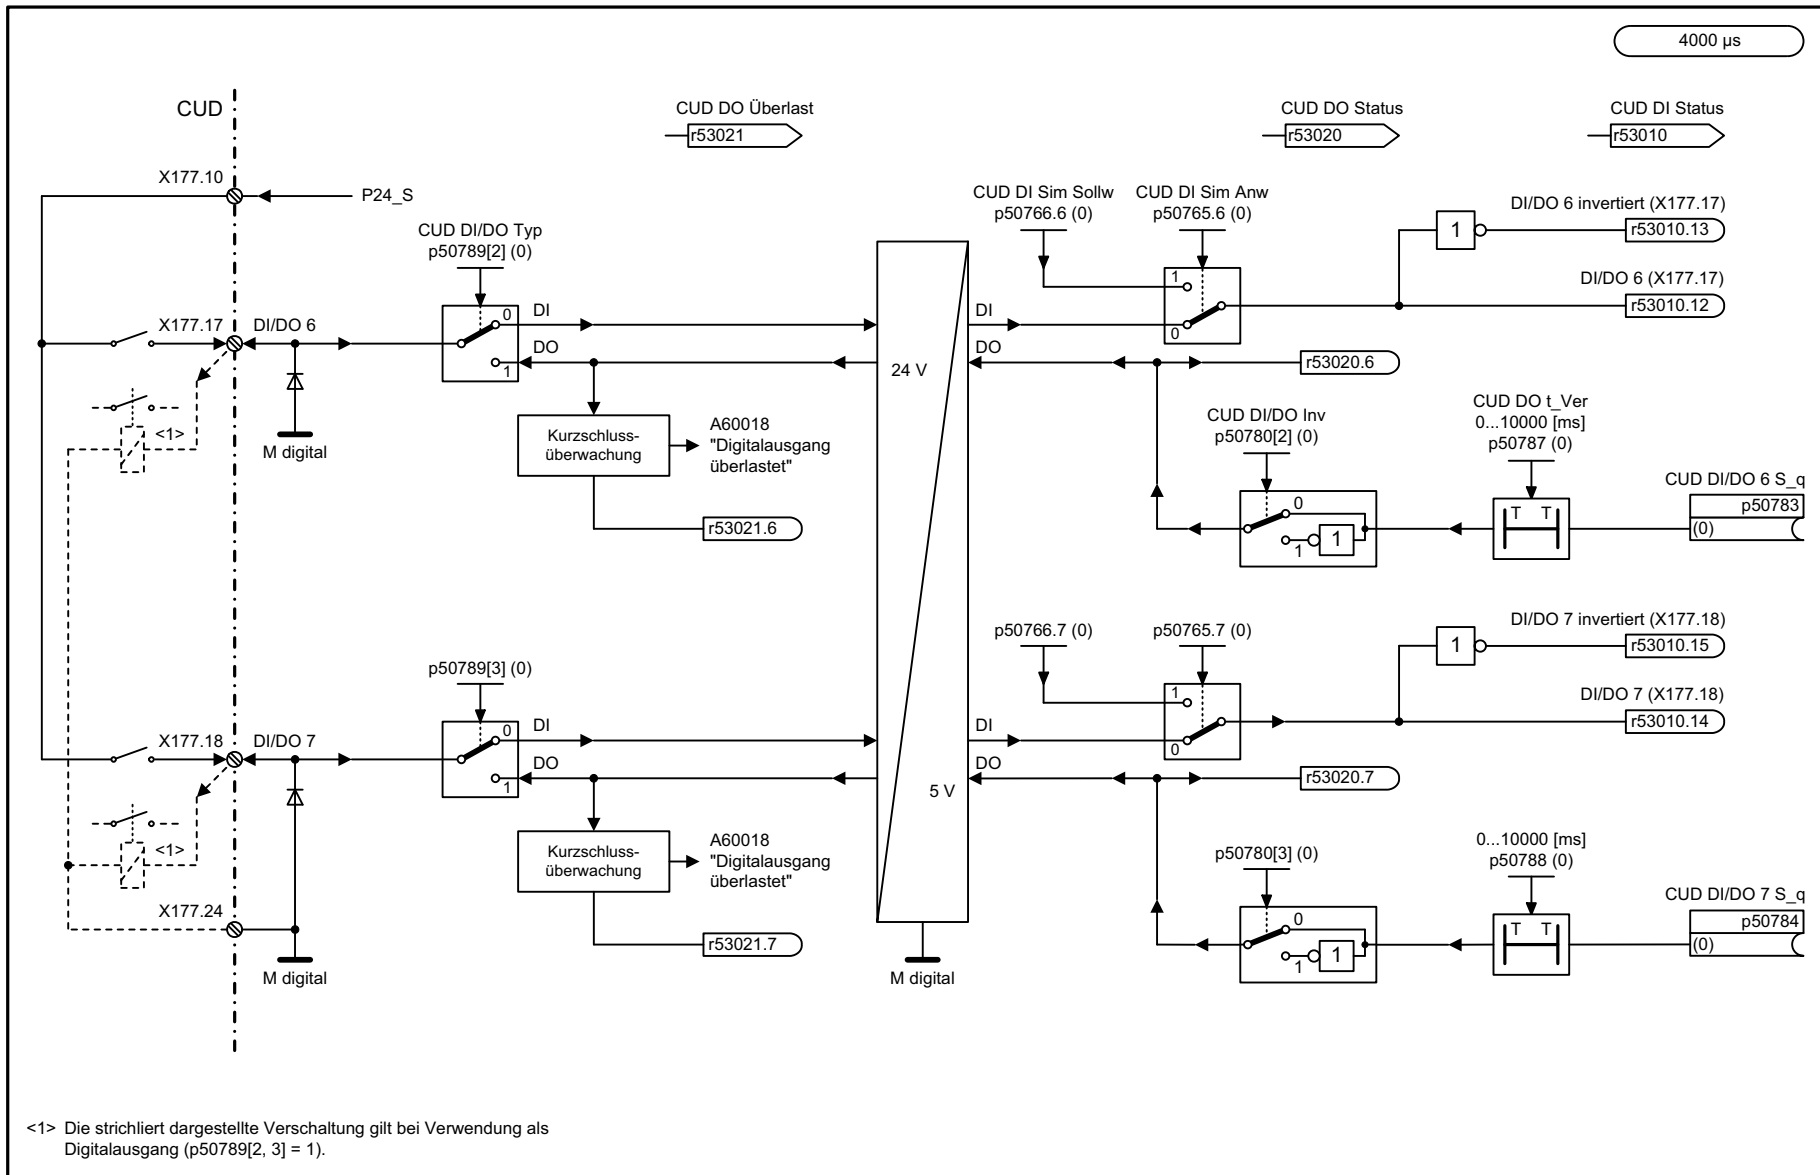 4000 µs
CUD
CUD DO Überlast
r53021
CUD DO Status
r53020
CUD DI Status
r53010
X177.10
P24_S
CUD DI/DO Typ
p50789[2] (0)
CUD DI Sim Sollw
p50766.6 (0)
CUD DI Sim Anw
p50765.6 (0)
DI/DO 6 invertiert (X177.17)
1
r53010.13
DI/DO 6 (X177.17)
r53010.12
X177.17
DI/DO 6
0
1
DI
DO
24 V
DI
DO
1
0
r53020.6
<1>
M digital
Kurzschluss-
überwachung
A60018
"Digitalausgang
überlastet"
r53021.6
CUD DI/DO Inv
p50780[2] (0)
0
1
1
CUD DO t_Ver
0...10000 [ms]
p50787 (0)
T T
CUD DI/DO 6 S_q
p50783
(0)
p50789[3] (0)
p50766.7 (0)
p50765.7 (0)
DI/DO 7 invertiert (X177.18)
1
r53010.15
DI/DO 7 (X177.18)
r53010.14
X177.18
DI/DO 7
0
1
DI
DO
5 V
DI
DO
1
0
r53020.7
<1>
Kurzschluss-
überwachung
A60018
"Digitalausgang
überlastet"
r53021.7
p50780[3] (0)
0
1
1
0...10000 [ms]
p50788 (0)
T T
CUD DI/DO 7 S_q
p50784
(0)
X177.24
M digital
M digital
<1> Die strichliert dargestellte Verschaltung gilt bei Verwendung als
Digitalausgang (p50789[2, 3] = 1).